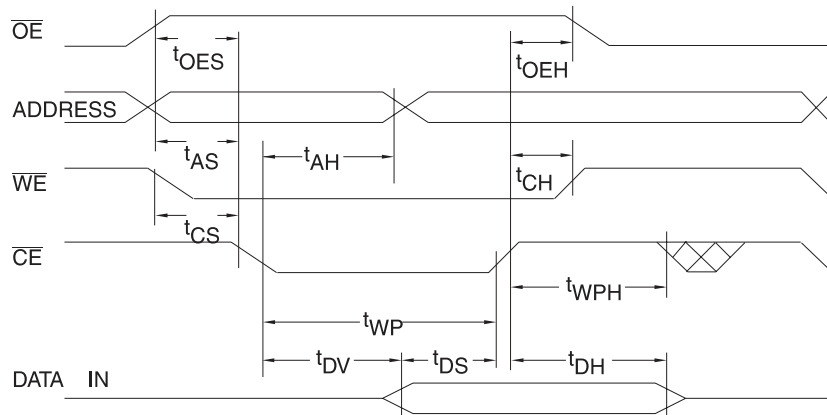 OE
tOES
tOEH
ADDRESS
tAS
tAH
WE
tCH
tCS
CE
tWPH
tWP
tDV
tDS
tDH
DATA IN